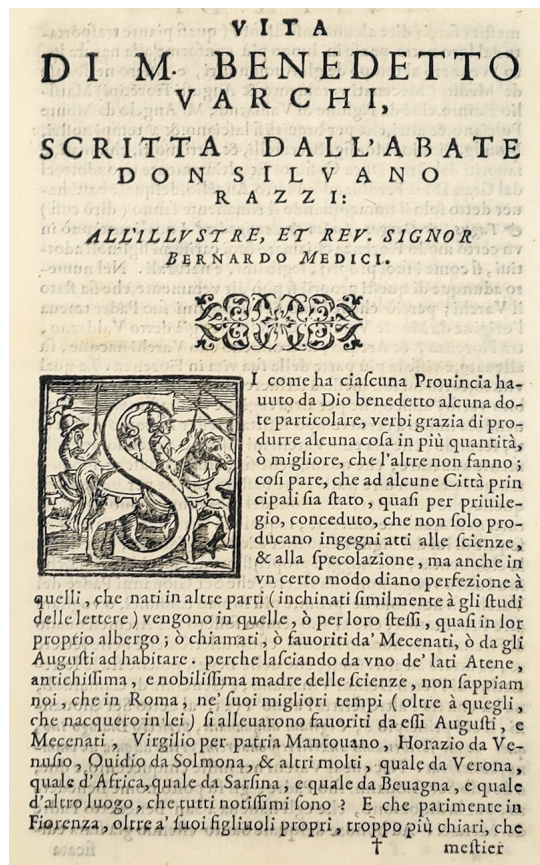 VITA
DI M. BENEDETTO
VARCHI,
SCRITTA DALL'ABATE
DON SILVANO
RAZZI:
ALL'ILLVSTRE, ET REV. SIGNOR
BERNARDO MEDICI.
SI come ha ciaſcuna Prouincia ha-
uuto da Dio benedetto alcuna do-
te particolare, verbi grazia di pro-
durre alcuna coſa in più quantità,
ò migliore, che l'altre non fanno;
coſi pare, che ad alcune Città prin
cipali ſia ſtato, quaſi per priuile-
gio, conceduto, che non ſolo pro-
ducano ingegni atti alle ſcienze,
& alla ſpecolazione, ma anche in
vn certo modo diano perfezione à
quelli, che nati in altre parti (inchinati ſimilmente à gli ſtudi
delle lettere) vengono in quelle, ò per loro ſteſſi, quaſi in lor
proprio albergo; ò chiamati, ò fauoriti da' Mecenati, ò da gli
Auguſti ad habitare. perche laſciando da vno de' lati Atene,
antichiſſima, e nobiliſſima madre delle ſcienze, non ſappiam
noi, che in Roma, ne' ſuoi migliori tempi (oltre à quegli,
che nacquero in lei) ſi alleuarono fauoriti da eſſi Auguſti, e
Mecenati, Virgilio per patria Mantouano, Horazio da Ve-
nuſio, Ouidio da Solmona, & altri molti, quale da Verona,
quale d'Africa, quale da Sarſina, e quale da Beuagna, e quale
d'altro luogo, che tutti notiſſimi ſono? E che parimente in
Fiorenza, oltre a' ſuoi figliuoli propri, troppo più chiari, che
† meſtier